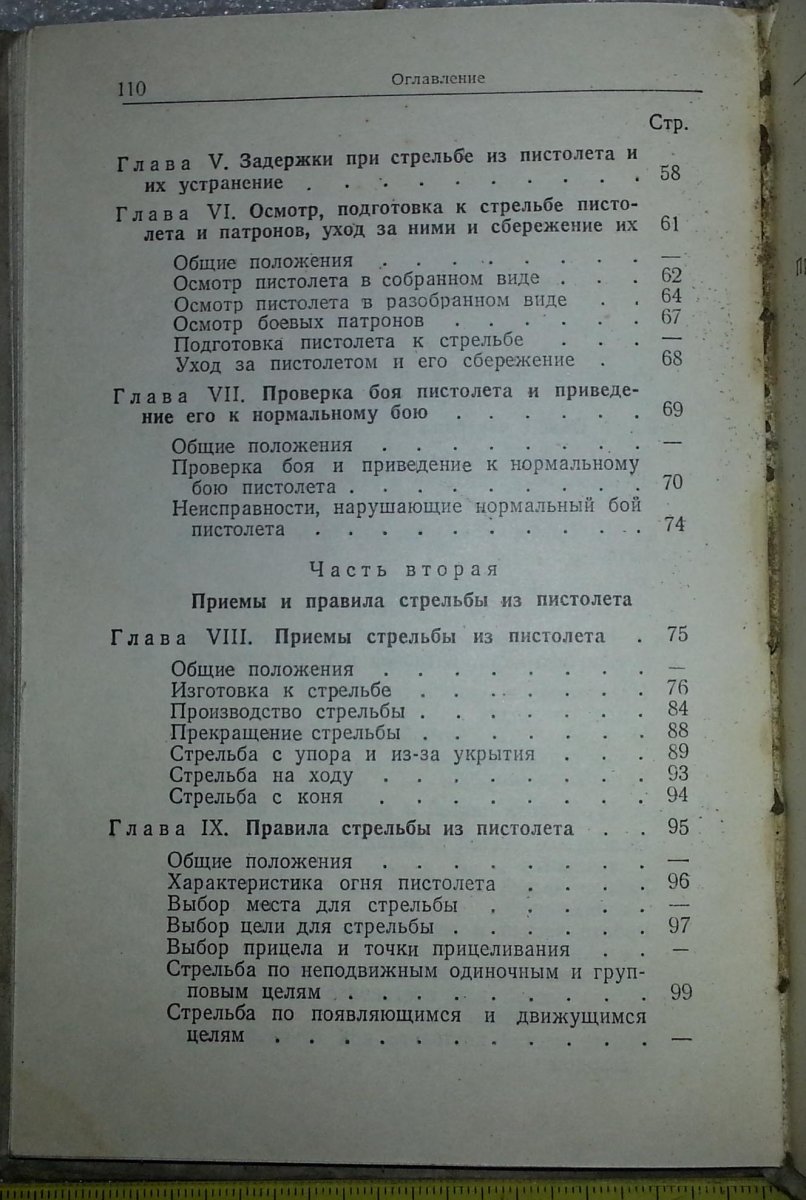 110 Оглавление
Стр.
Глава V. Задержки при стрельбе из пистолета и
их устранение . . . . . . . . . . 58
Глава VI. Осмотр, подготовка к стрельбе писто-
лета и патронов, уход за ними и сбережение их 61
Общие положения . . . . . . . . —
Осмотр пистолета в собранном виде . . . 62
Осмотр пистолета в разобранном виде . . 64
Осмотр боевых патронов . . . . . . 67
Подготовка пистолета к стрельбе . . . —
Уход за пистолетом и его сбережение . 68
Глава VII. Проверка боя пистолета и приведе-
ние его к нормальному бою . . . . . . 69
Общие положения . . . . . . . . —
Проверка боя и приведение к нормальному
бою пистолета . . . . . . . . . 70
Неисправности, нарушающие нормальный бой
пистолета . . . . . . . . . . 74
Часть вторая
Приемы и правила стрельбы из пистолета
Глава VIII. Приемы стрельбы из пистолета . 75
Общие положения . . . . . . . . —
Изготовка к стрельбе . . . . . . . 76
Производство стрельбы . . . . . . . 84
Прекращение стрельбы . . . . . . . 88
Стрельба с упора и из-за укрытия . . . 89
Стрельба на ходу . . . . . . . . 93
Стрельба с коня . . . . . . . . 94
Глава IX. Правила стрельбы из пистолета . . 95
Общие положения . . . . . . . . —
Характеристика огня пистолета . . . . 96
Выбор места для стрельбы . . . . . —
Выбор цели для стрельбы . . . . . . 97
Выбор прицела и точки прицеливания . . —
Стрельба по неподвижным одиночным и груп-
повым целям . . . . . . . . . 99
Стрельба по появляющимся и движущимся
целям . . . . . . . . . . . —